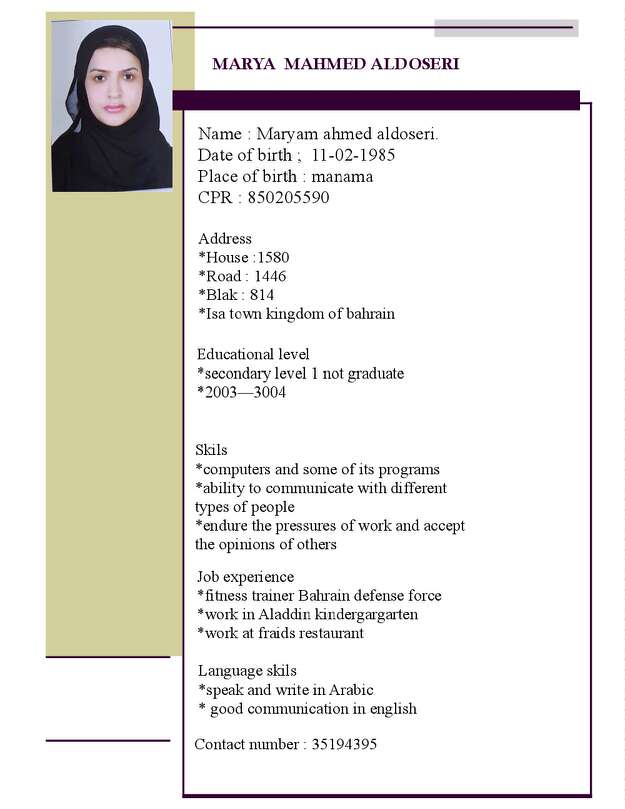 MARYA MAHMED ALDOSERI
Name : Maryam ahmed aldoseri.
Date of birth ; 11-02-1985
Place of birth : manama
CPR : 850205590
Address
*House :1580
*Road : 1446
*Blak : 814
*Isa town kingdom of bahrain
Educational level
*secondary level 1 not graduate
*2003—3004
Skils
*computers and some of its programs
*ability to communicate with different
types of people
*endure the pressures of work and accept
the opinions of others
Job experience
*fitness trainer Bahrain defense force
*work in Aladdin kindergargarten
*work at fraids restaurant
Language skils
*speak and write in Arabic
* good communication in english
Contact number : 35194395